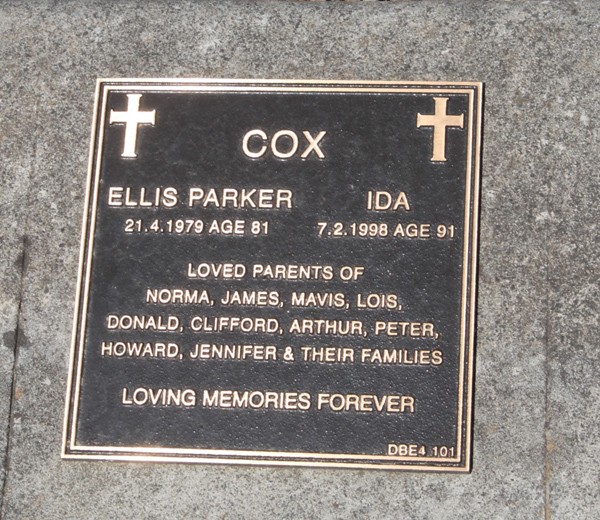 COX
ELLIS PARKER IDA
21.4.1979 AGE 81 7.2.1998 AGE 91
LOVED PARENTS OF
NORMA, JAMES, MAVIS, LOIS,
DONALD, CLIFFORD, ARTHUR, PETER,
HOWARD, JENNIFER & THEIR FAMILIES
LOVING MEMORIES FOREVER
DBE4 101